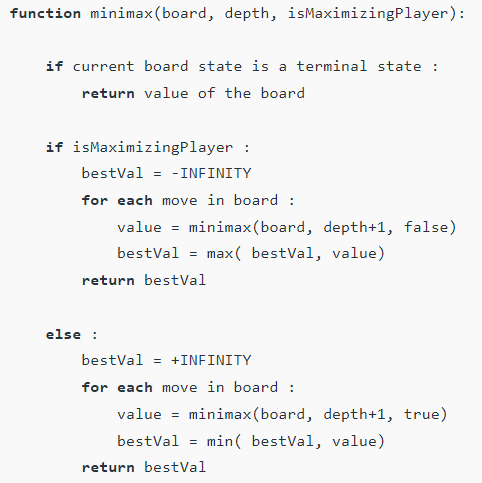 function minimax(board, depth, isMaximizingPlayer):
if current board state is a terminal state :
return value of the board
if isMaximizingPlayer :
bestVal = -INFINITY
for each move in board :
value = minimax(board, depth+1, false)
bestVal = max( bestVal, value)
return bestVal
else :
bestVal = +INFINITY
for each move in board :
value = minimax(board, depth+1, true)
bestVal = min( bestVal, value)
return bestVal